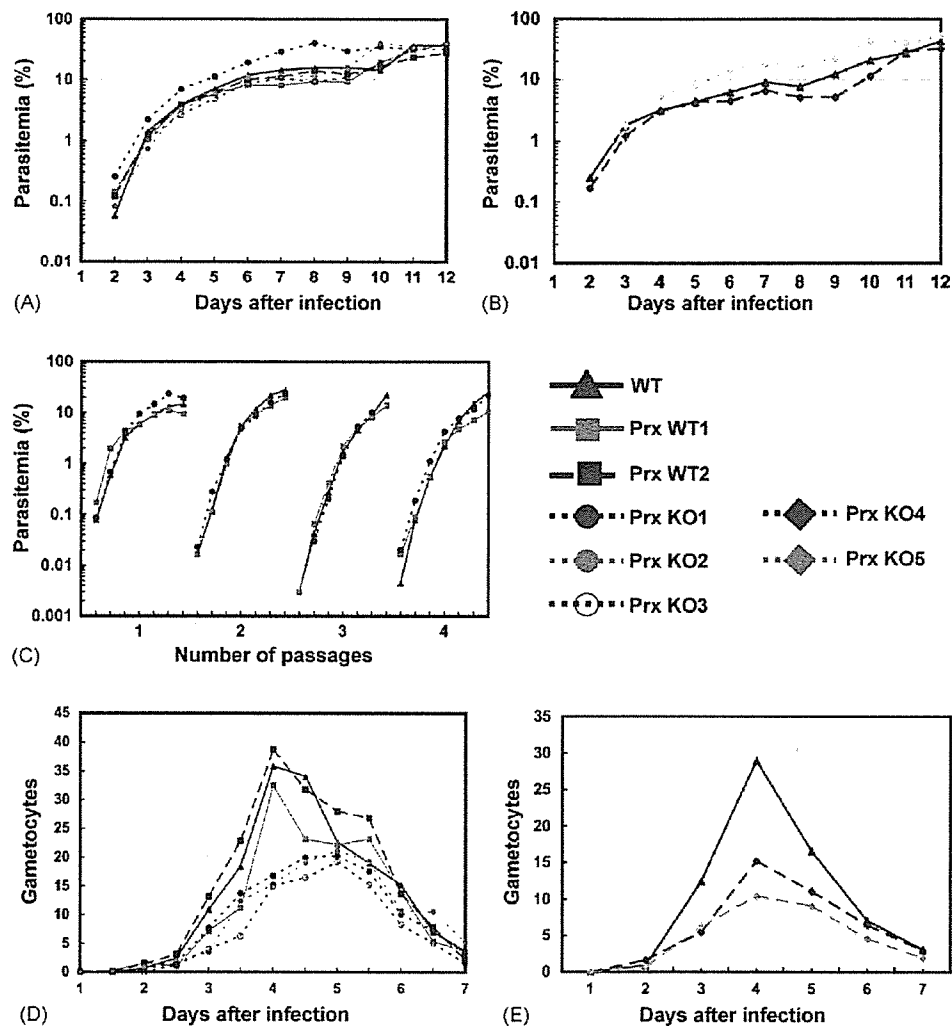 100
10
1
0.1
0.01
Parasitemia (%)
1 2 3 4 5 6 7 8 9 10 11 12
Days after infection
(A)
100
10
1
0.1
0.01
Parasitemia (%)
1 2 3 4 5 6 7 8 9 10 11 12
Days after infection
(B)
100
10
1
0.1
0.01
0.001
Parasitemia (%)
1 2 3 4
Number of passages
(C)
WT
Prx WT1
Prx WT2
Prx KO1
Prx KO2
Prx KO3
Prx KO4
Prx KO5
45
40
35
30
25
20
15
10
5
0
Gametocytes
1 2 3 4 5 6 7
Days after infection
(D)
35
30
25
20
15
10
5
0
Gametocytes
1 2 3 4 5 6 7
Days after infection
(E)